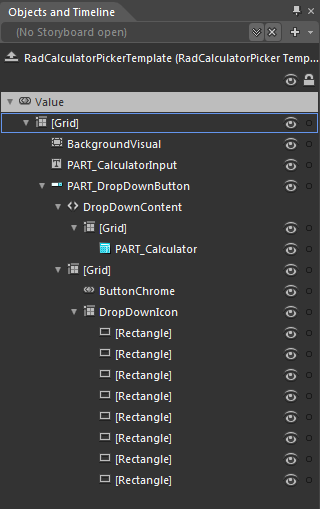 Objects and Timeline
(No Storyboard open)
RadCalculatorPickerTemplate (RadCalculatorPicker Temp...
Value
[Grid]
BackgroundVisual
PART_CalculatorInput
PART_DropDownButton
DropDownContent
[Grid]
PART_Calculator
[Grid]
ButtonChrome
DropDownIcon
[Rectangle]
[Rectangle]
[Rectangle]
[Rectangle]
[Rectangle]
[Rectangle]
[Rectangle]
[Rectangle]